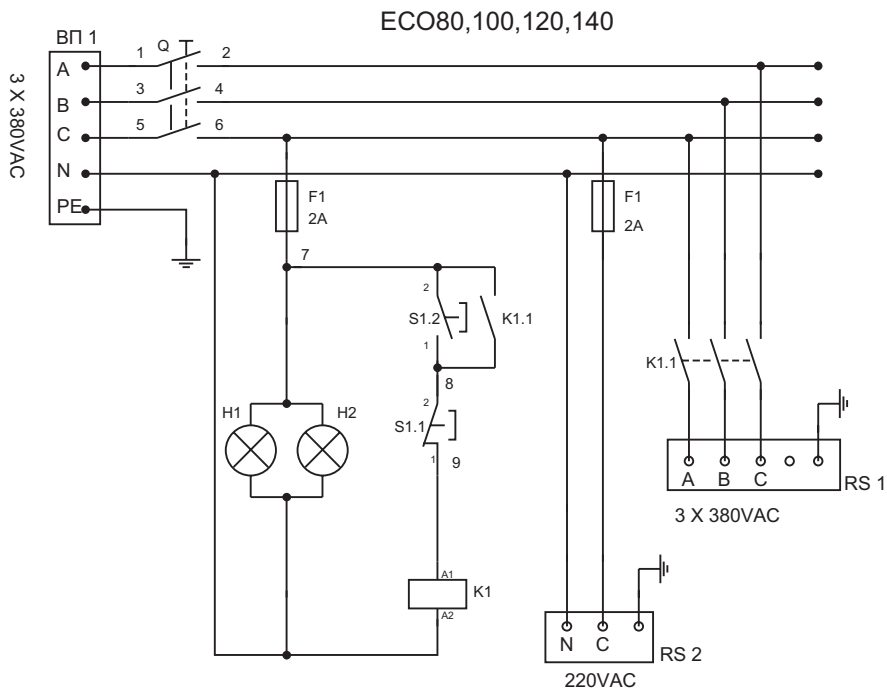 ECO80,100,120,140
ВП 1
Q
1
2
A
3
4
B
5
6
C
N
PE
3 X 380VAC
F1
2A
F1
2A
7
2
S1.2
K1.1
1
8
2
S1.1
1
9
H1
H2
K1.1
A
B
C
RS 1
3 X 380VAC
A1
K1
A2
N
C
RS 2
220VAC